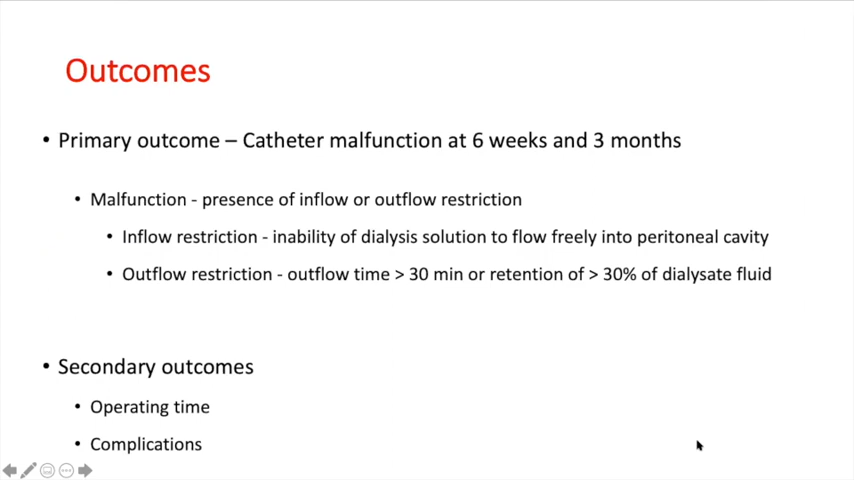 Outcomes
• Primary outcome – Catheter malfunction at 6 weeks and 3 months
• Malfunction - presence of inflow or outflow restriction
• Inflow restriction - inability of dialysis solution to flow freely into peritoneal cavity
• Outflow restriction - outflow time > 30 min or retention of > 30% of dialysate fluid
• Secondary outcomes
• Operating time
• Complications